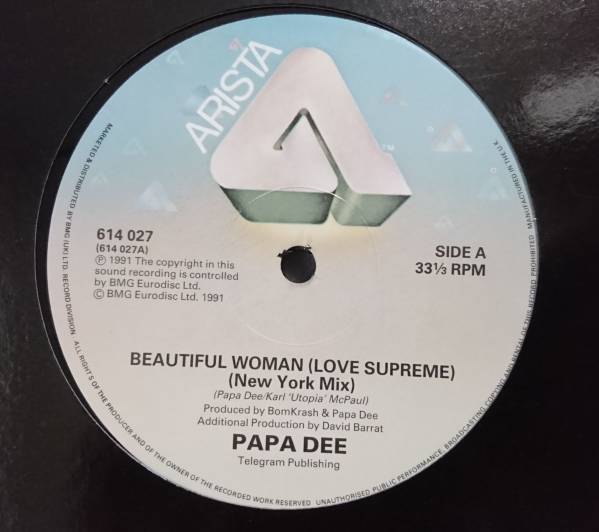 ARISTA
TM
614 027
(614 027A)
℗ 1991 The copyright in this
sound recording is controlled
by BMG Eurodisc Ltd.
© BMG Eurodisc Ltd. 1991
SIDE A
33⅓ RPM
BEAUTIFUL WOMAN (LOVE SUPREME)
(New York Mix)
(Papa Dee/Karl 'Utopia' McPaul)
Produced by BomKrash & Papa Dee
Additional Production by David Barrat
PAPA DEE
Telegram Publishing
MARKETED & DISTRIBUTED BY BMG (UK) LTD. RECORD DIVISION. ALL RIGHTS OF THE PRODUCER AND OF THE OWNER OF THE RECORDED WORK RESERVED UNAUTHORISED PUBLIC PERFORMANCE, BROADCASTING, COPYING AND RENTAL OF THIS RECORD PROHIBITED. MANUFACTURED IN THE U.K.